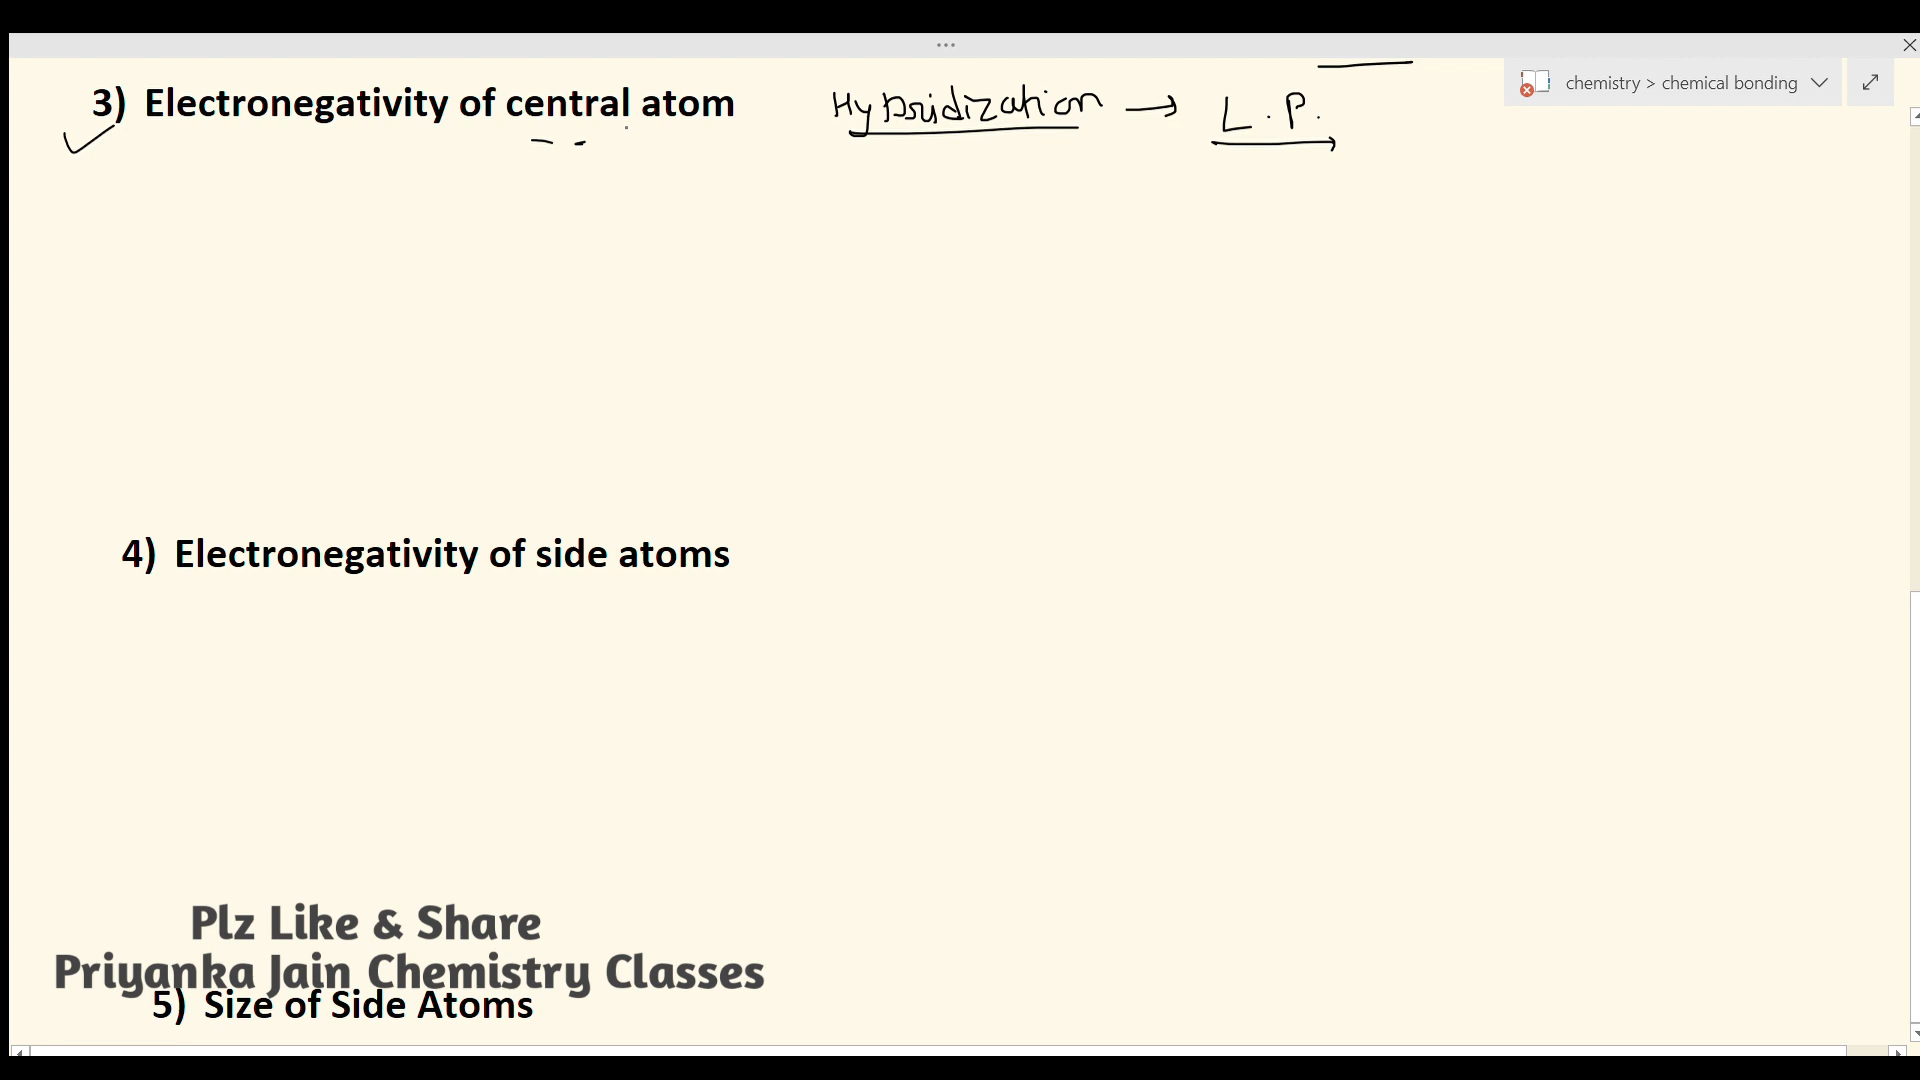 chemistry > chemical bonding
3) Electronegativity of central atom Hybridization → L.P.
4) Electronegativity of side atoms
Plz Like & Share
Priyanka Jain Chemistry Classes
5) Size of Side Atoms